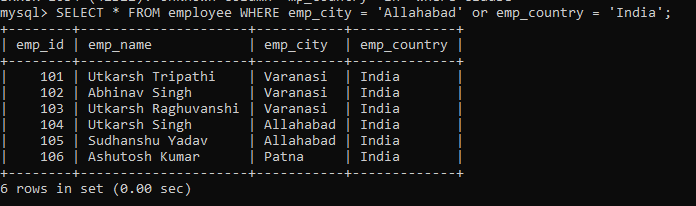 mysql> SELECT * FROM employee WHERE emp_city = 'Allahabad' or emp_country = 'India';
+--------+--------------------+-----------+-------------+
| emp_id | emp_name           | emp_city  | emp_country |
+--------+--------------------+-----------+-------------+
|    101 | Utkarsh Tripathi   | Varanasi  | India       |
|    102 | Abhinav Singh      | Varanasi  | India       |
|    103 | Utkarsh Raghuvanshi | Varanasi  | India       |
|    104 | Utkarsh Singh      | Allahabad | India       |
|    105 | Sudhanshu Yadav    | Allahabad | India       |
|    106 | Ashutosh Kumar     | Patna     | India       |
+--------+--------------------+-----------+-------------+
6 rows in set (0.00 sec)